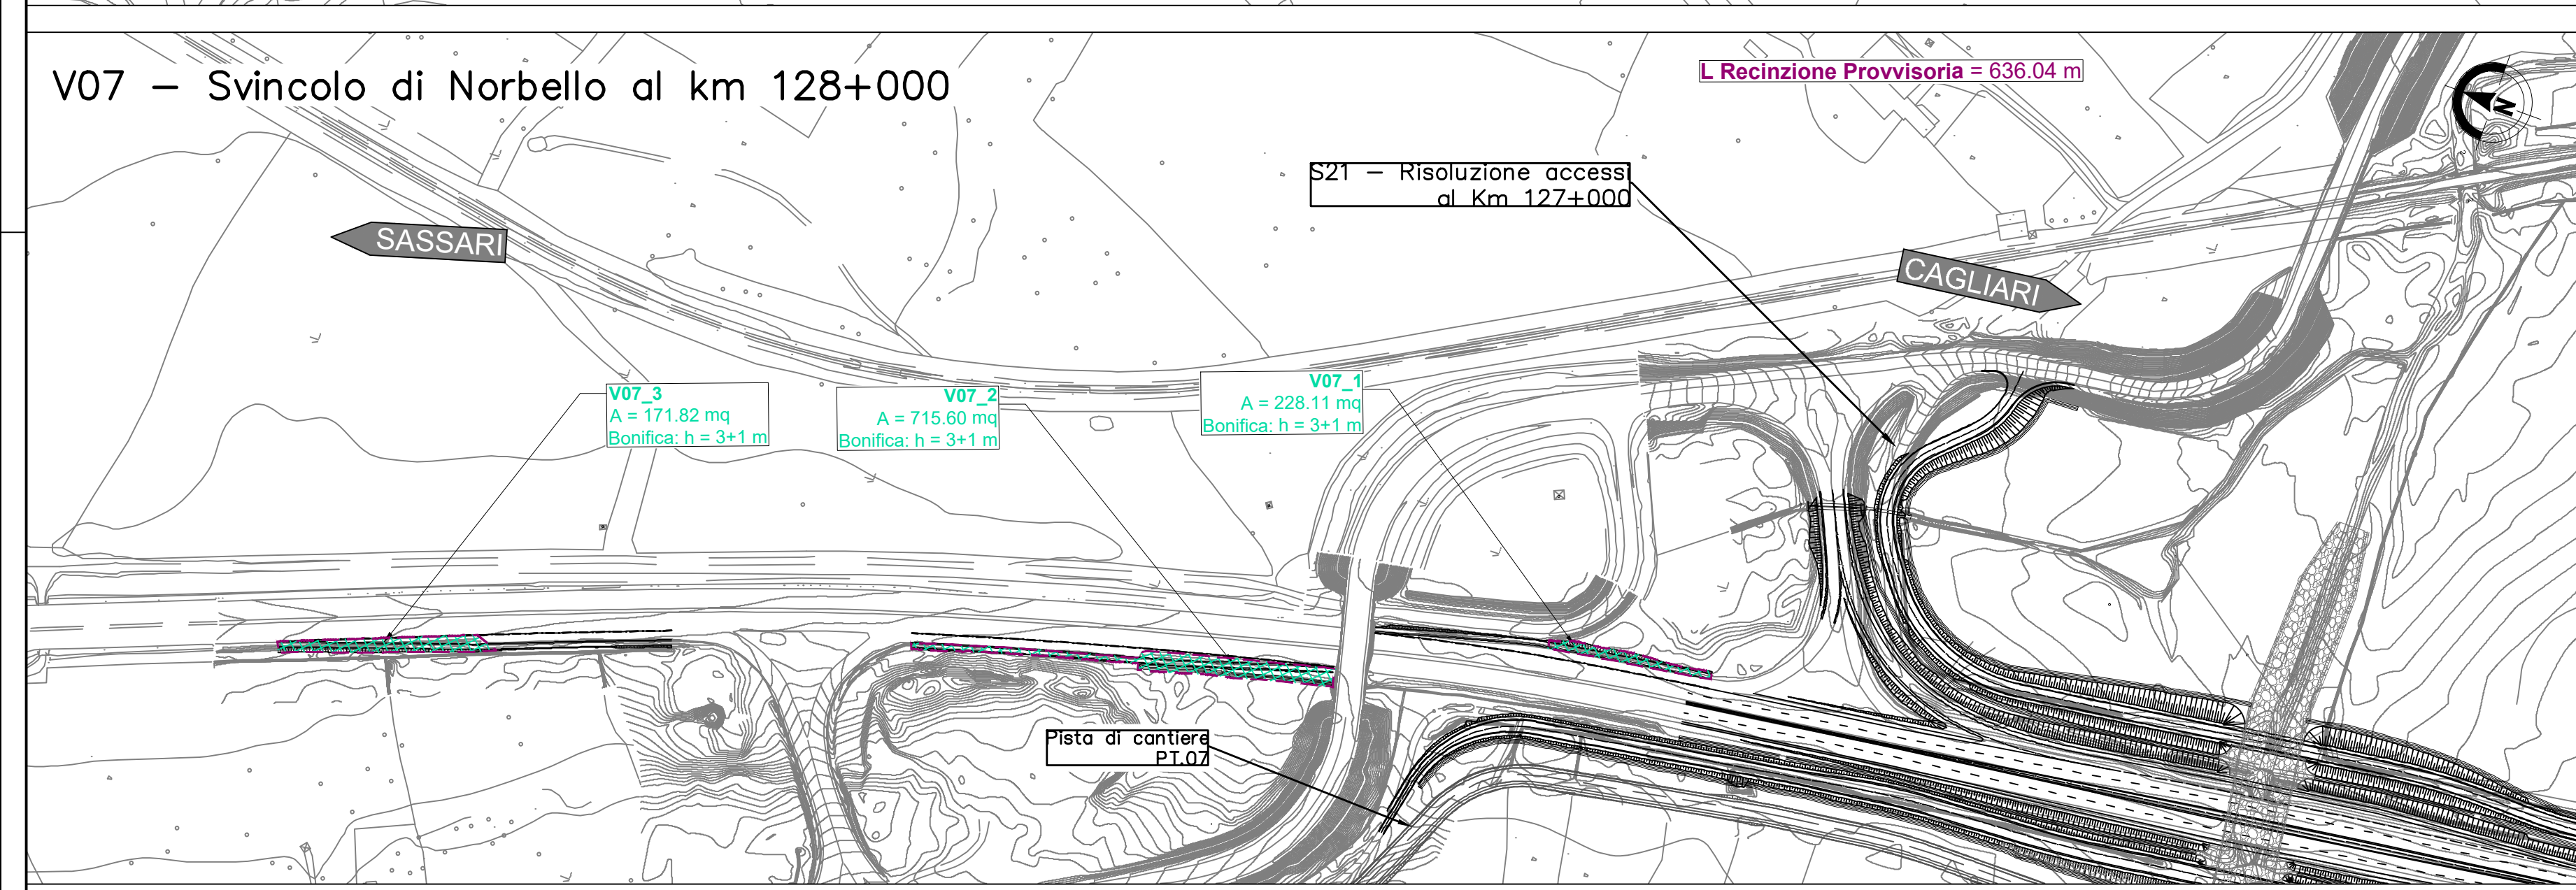 V07 – Svincolo di Norbello al km 128+000
L Recinzione Provvisoria = 636.04 m
N
S21 – Risoluzione accessi
al Km 127+000
SASSARI
CAGLIARI
V07_3
A = 171.82 mq
Bonifica: h = 3+1 m
V07_2
A = 715.60 mq
Bonifica: h = 3+1 m
V07_1
A = 228.11 mq
Bonifica: h = 3+1 m
Pista di cantiere
PT.07